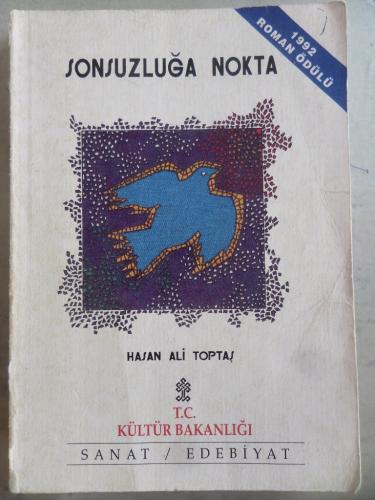 1992
ROMAN ÖDÜLÜ
SONSUZLUĞA NOKTA
HASAN ALİ TOPTAŞ
T.C.
KÜLTÜR BAKANLIĞI
SANAT / EDEBİYAT